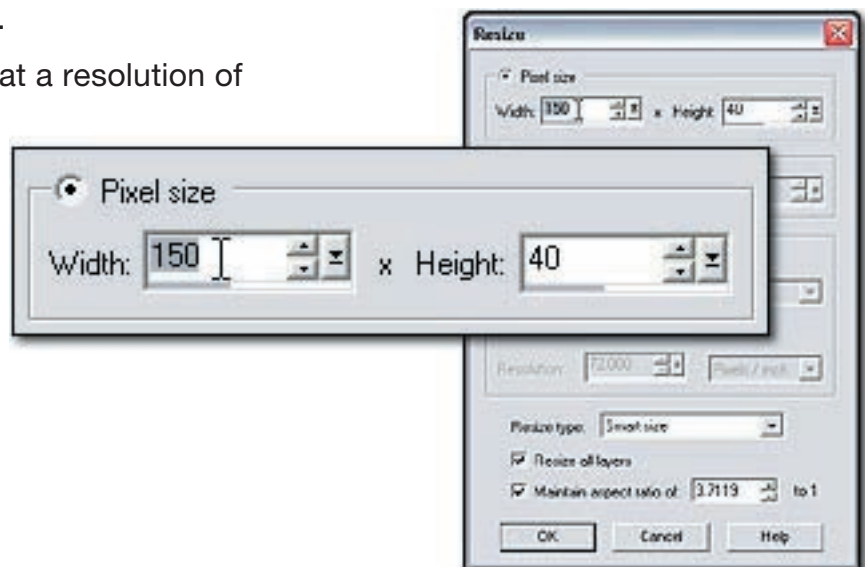 .
at a resolution of
Resize
Pixel size
Width: 150 x Height: 40
Pixel size
Width: 150 x Height: 40
Resolution: 72.000 Pixels / inch
Resize type: Smart size
Resize all layers
Maintain aspect ratio of: 3.7119 to 1
OK Cancel Help